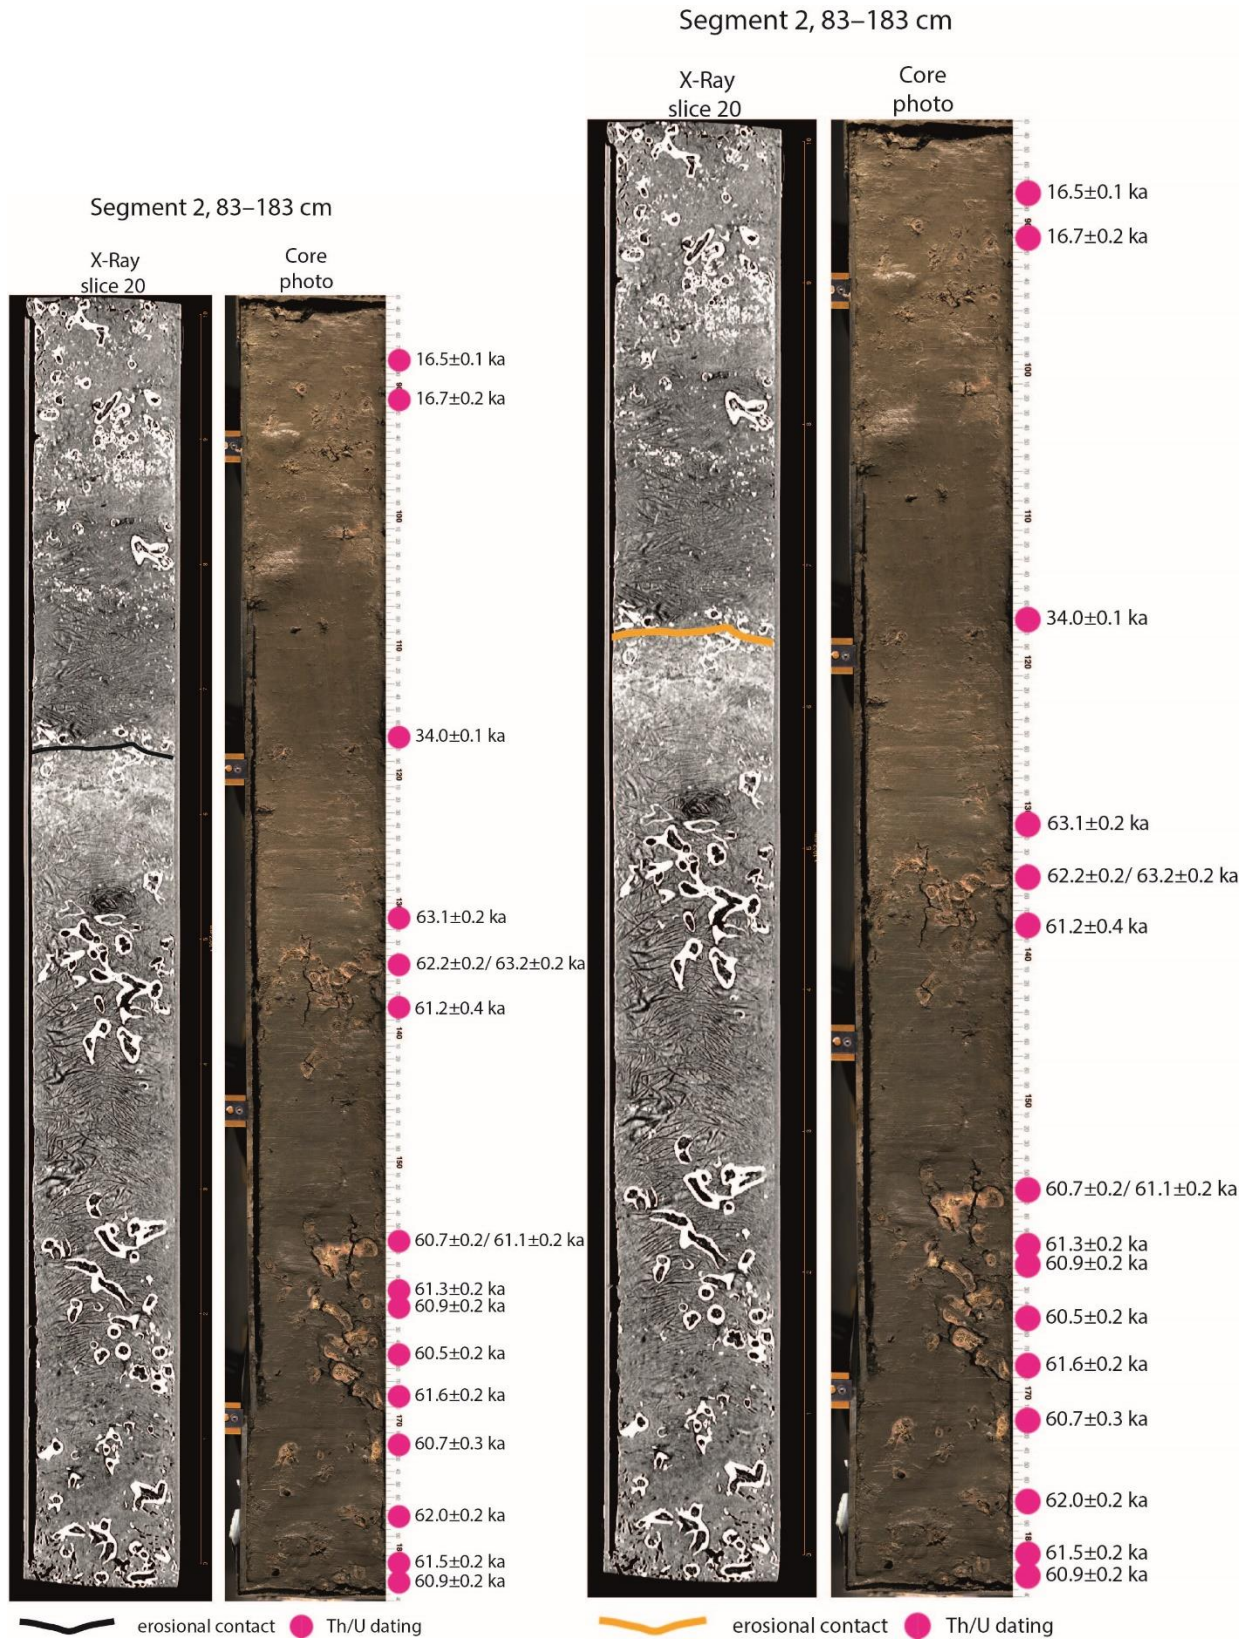 Segment 2, 83–183 cm
X-Ray
slice 20
Core
photo
16.5±0.1 ka
16.7±0.2 ka
100
110
34.0±0.1 ka
120
63.1±0.2 ka
62.2±0.2/ 63.2±0.2 ka
61.2±0.4 ka
140
150
60.7±0.2/ 61.1±0.2 ka
61.3±0.2 ka
60.9±0.2 ka
60.5±0.2 ka
61.6±0.2 ka
170
60.7±0.3 ka
62.0±0.2 ka
61.5±0.2 ka
60.9±0.2 ka
erosional contact
Th/U dating
Segment 2, 83–183 cm
X-Ray
slice 20
Core
photo
16.5±0.1 ka
16.7±0.2 ka
100
110
34.0±0.1 ka
120
63.1±0.2 ka
62.2±0.2/ 63.2±0.2 ka
61.2±0.4 ka
140
150
60.7±0.2/ 61.1±0.2 ka
61.3±0.2 ka
60.9±0.2 ka
60.5±0.2 ka
61.6±0.2 ka
170
60.7±0.3 ka
62.0±0.2 ka
61.5±0.2 ka
60.9±0.2 ka
erosional contact
Th/U dating